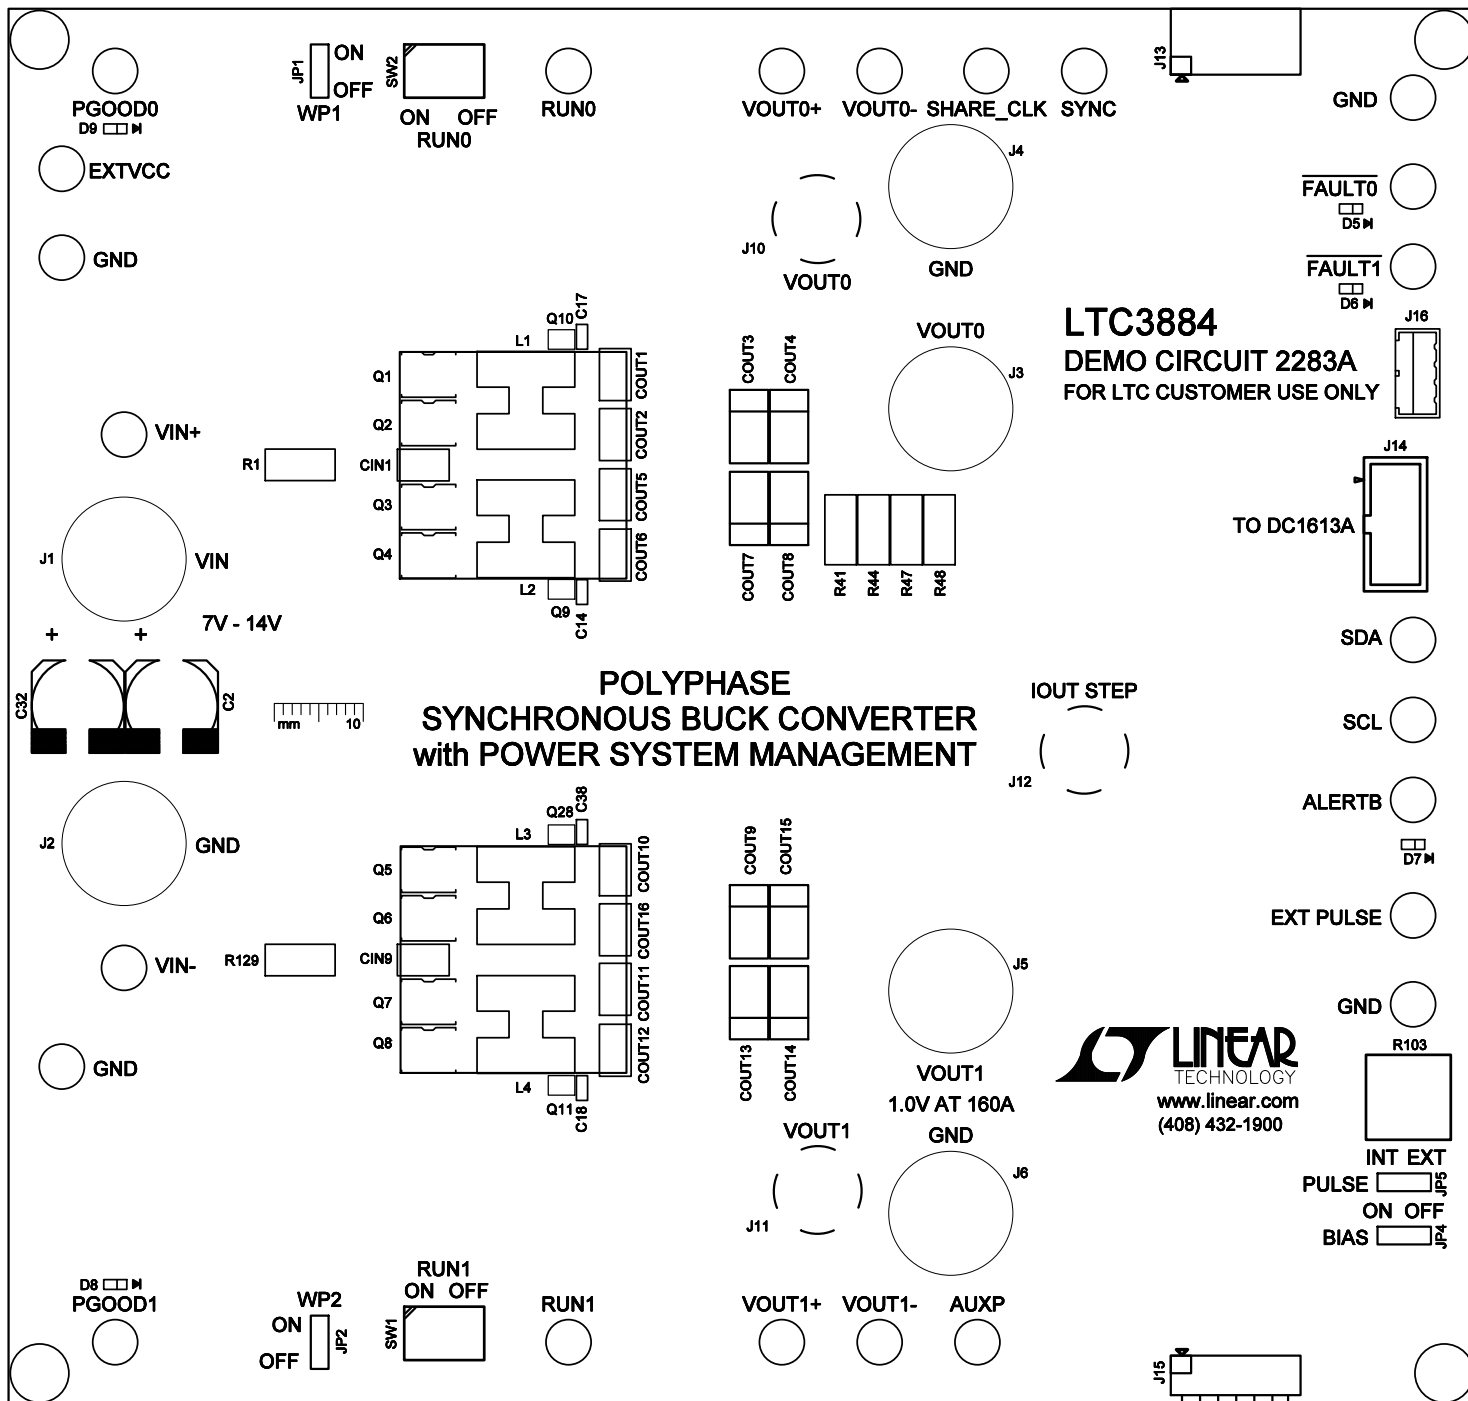 JP1
ON
OFF
WP1
SW2
ON OFF
RUN0
RUN0
PGOOD0
D9
EXTVCC
GND
VOUT0+
VOUT0-
SHARE_CLK
SYNC
J13
GND
FAULT0
D5
FAULT1
D6
J4
J10
VOUT0
GND
LTC3884
DEMO CIRCUIT 2283A
FOR LTC CUSTOMER USE ONLY
J16
VOUT0
J3
Q10
C17
L1
Q1
Q2
CIN1
Q3
Q4
COUT1
COUT2
COUT5
COUT6
L2
Q9
C14
COUT3
COUT4
COUT7
COUT8
R41
R44
R47
R48
VIN+
R1
J1
VIN
7V - 14V
+
+
C32
C2
mm 10
J14
TO DC1613A
SDA
SCL
ALERTB
D7
EXT PULSE
GND
POLYPHASE
SYNCHRONOUS BUCK CONVERTER
with POWER SYSTEM MANAGEMENT
IOUT STEP
J12
J2
GND
VIN-
R129
GND
Q28
C38
L3
Q5
Q6
CIN9
Q7
Q8
COUT10
COUT16
COUT11
COUT12
L4
Q11
C18
COUT9
COUT15
COUT13
COUT14
J5
VOUT1
1.0V AT 160A
GND
VOUT1
J6
J11
LINEAR
TECHNOLOGY
www.linear.com
(408) 432-1900
R103
INT EXT
PULSE
JP5
ON OFF
BIAS
JP4
D8
PGOOD1
WP2
ON
OFF
JP2
RUN1
ON OFF
SW1
RUN1
VOUT1+
VOUT1-
AUXP
J15